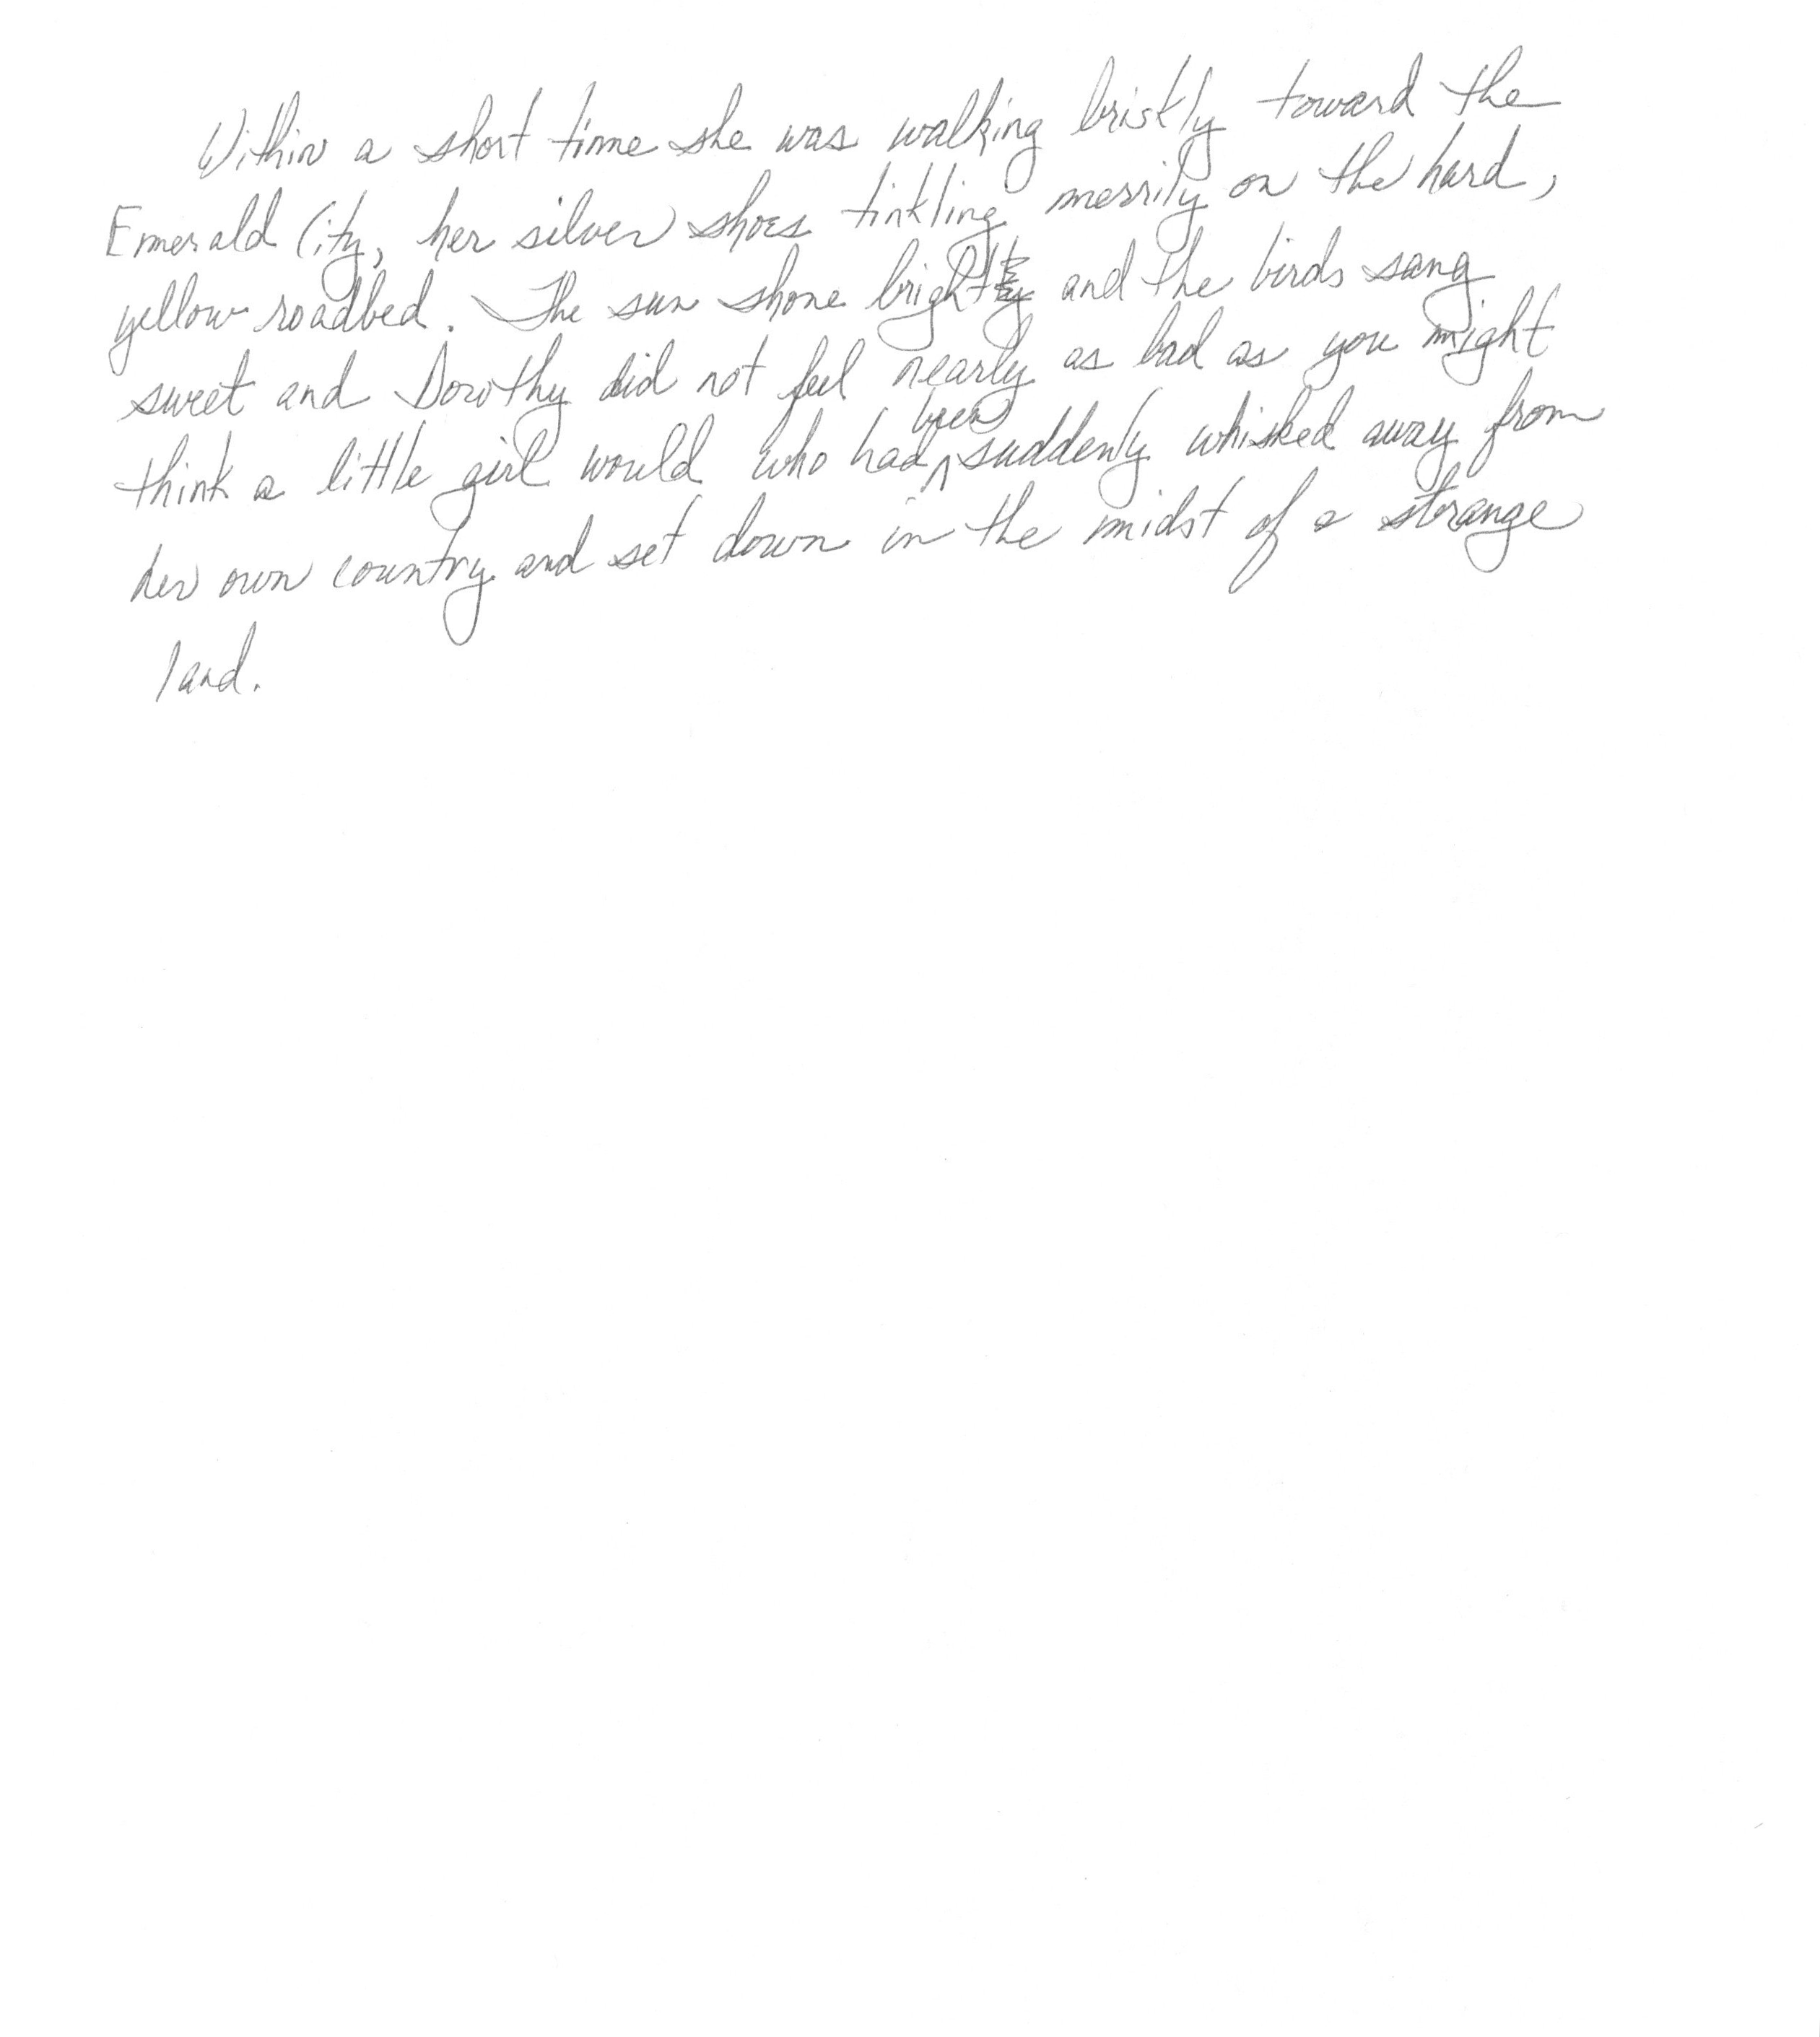 Within a short time she was walking briskly toward the
Emerald City, her silver shoes tinkling merrily on the hard,
yellow roadbed. The sun shone bright and the birds sang
sweet and Dorothy did not feel nearly as bad as you might
think a little girl would who had been suddenly whisked away from
her own country and set down in the midst of a strange
land.